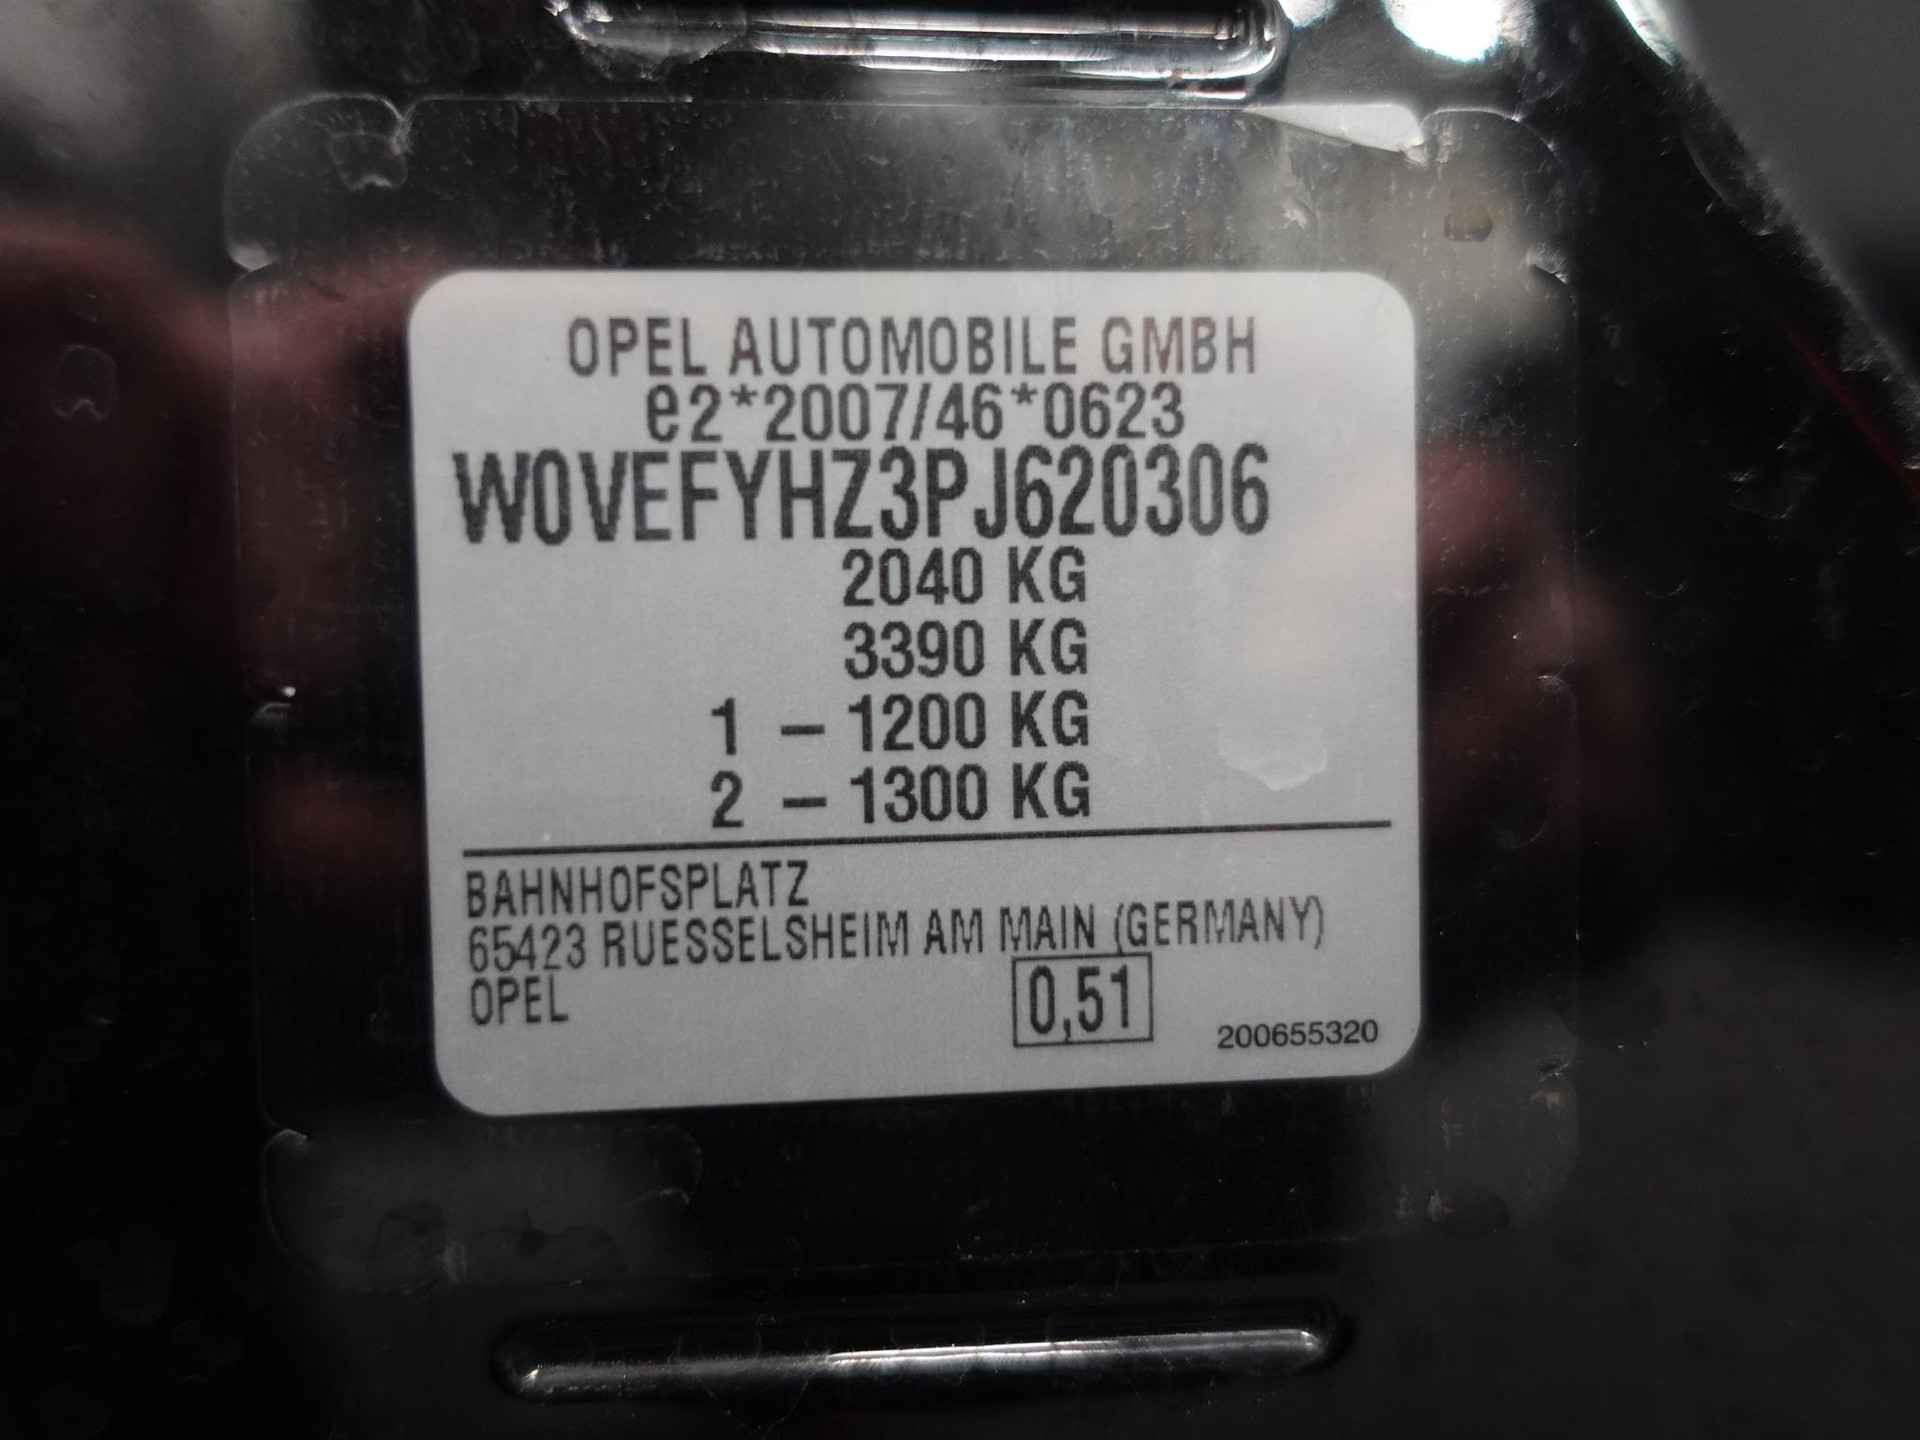 OPEL AUTOMOBILE GMBH
e2*2007/46*0623
W0VEFYHZ3PJ620306
2040 KG
3390 KG
1 – 1200 KG
2 – 1300 KG
BAHNHOFSPLATZ
65423 RUESSELSHEIM AM MAIN (GERMANY)
OPEL
0,51
200655320